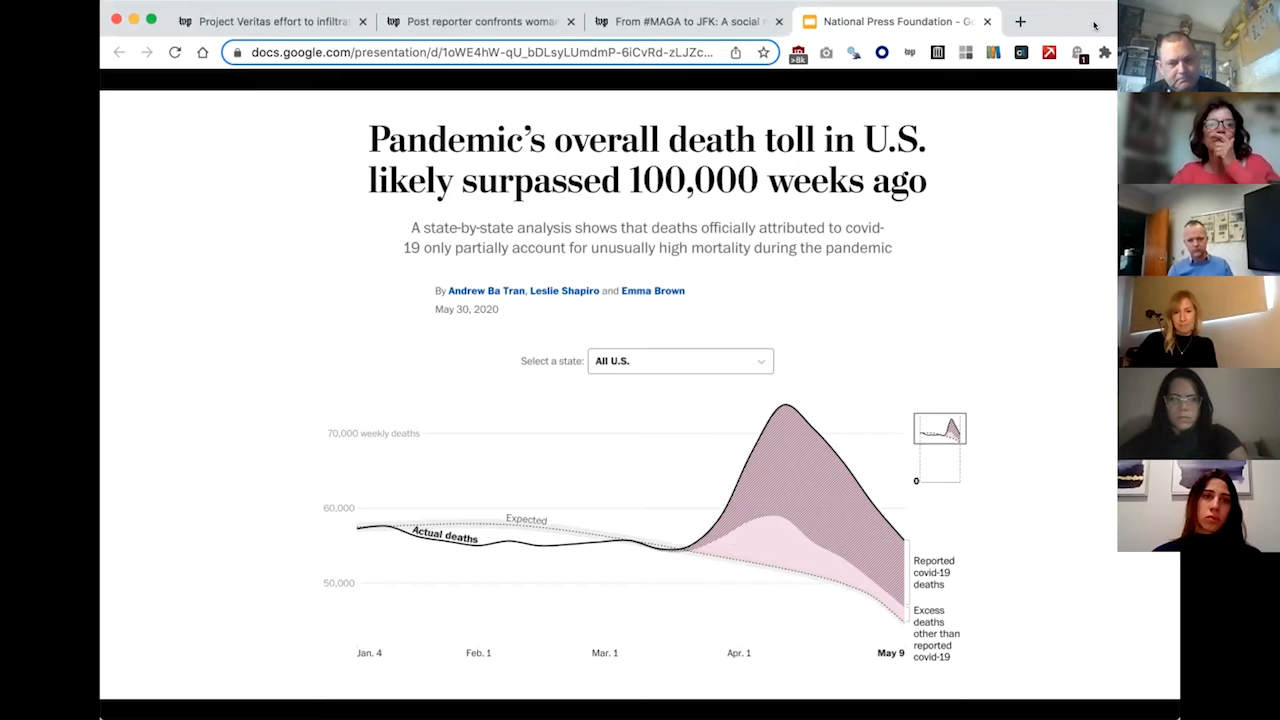 Project Veritas effort to infiltra
Post reporter confronts woma
From #MAGA to JFK: A social
National Press Foundation - Go
docs.google.com/presentation/d/1oWE4hW-qU_bDLsyLUmdmP-6iCvRd-zLJZc...
>8k
1
Pandemic's overall death toll in U.S.
likely surpassed 100,000 weeks ago
A state-by-state analysis shows that deaths officially attributed to covid-
19 only partially account for unusually high mortality during the pandemic
By Andrew Ba Tran, Leslie Shapiro and Emma Brown
May 30, 2020
Select a state: All U.S.
70,000 weekly deaths
60,000
50,000
Expected
Actual deaths
0
Reported
covid-19
deaths
Excess
deaths
other than
reported
covid-19
Jan. 4
Feb. 1
Mar. 1
Apr. 1
May 9